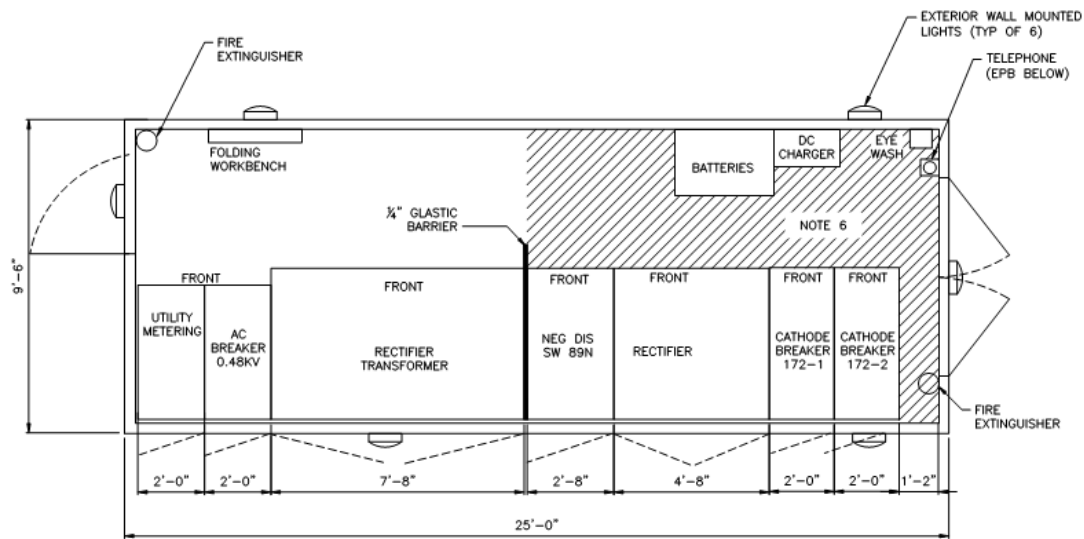 EXTERIOR WALL MOUNTED
LIGHTS (TYP OF 6)
FIRE
EXTINGUISHER
TELEPHONE
(EPB BELOW)
FOLDING
WORKBENCH
BATTERIES
DC
CHARGER
EYE
WASH
¼" GLASTIC
BARRIER
NOTE 6
9'-6"
FRONT
FRONT
FRONT
FRONT
FRONT
FRONT
UTILITY
METERING
AC
BREAKER
0.48KV
RECTIFIER
TRANSFORMER
NEG DIS
SW 89N
RECTIFIER
CATHODE
BREAKER
172-1
CATHODE
BREAKER
172-2
FIRE
EXTINGUISHER
2'-0"
2'-0"
7'-8"
2'-8"
4'-8"
2'-0"
2'-0"
1'-2"
25'-0"